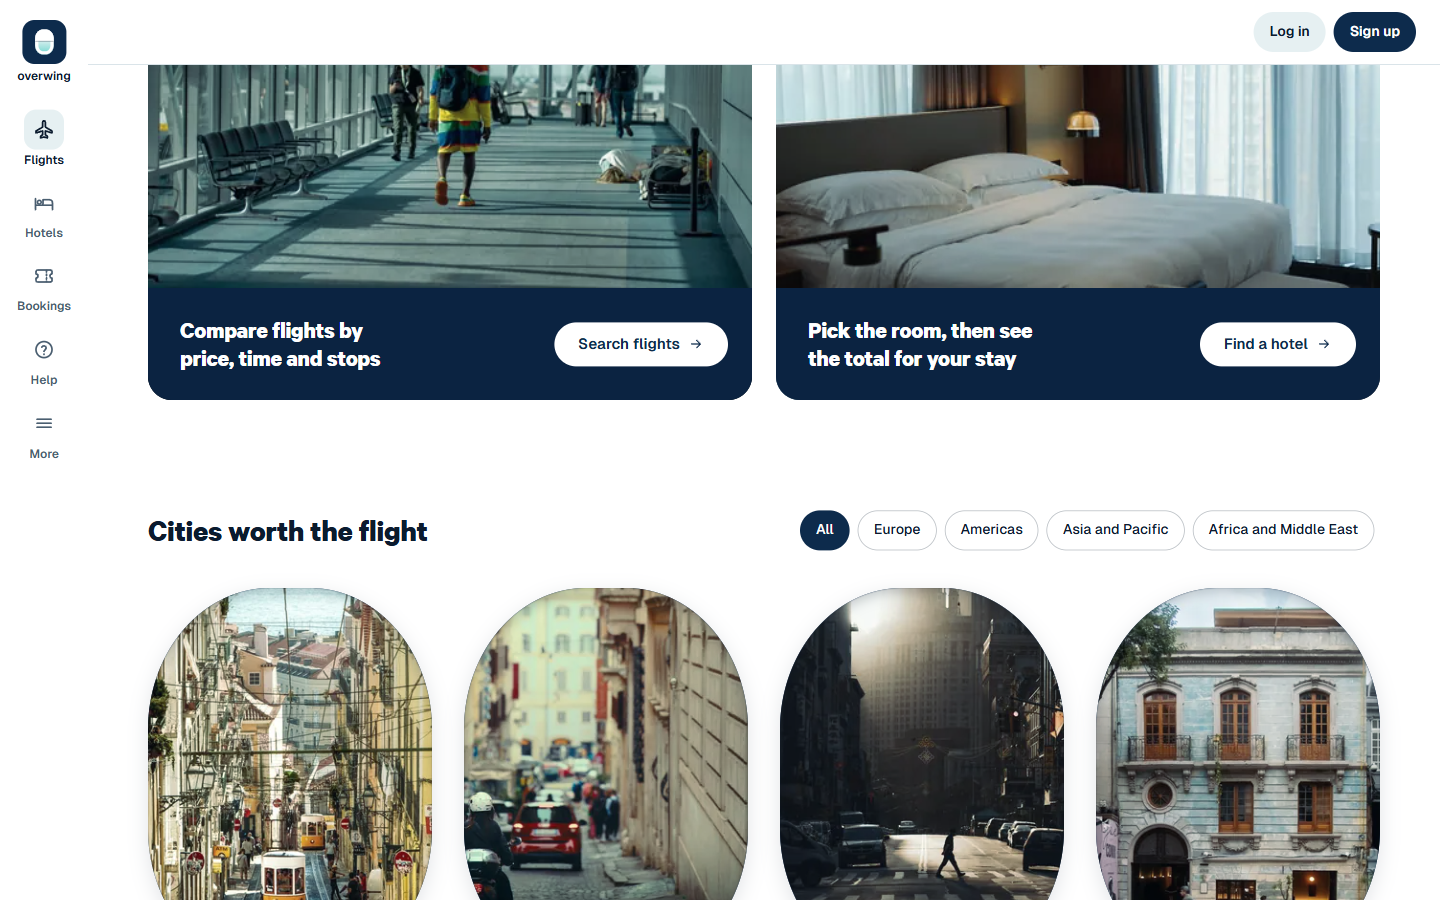 overwing
Flights
Hotels
Bookings
Help
More
Log in
Sign up
Compare flights by
price, time and stops
Search flights
Pick the room, then see
the total for your stay
Find a hotel
Cities worth the flight
All
Europe
Americas
Asia and Pacific
Africa and Middle East